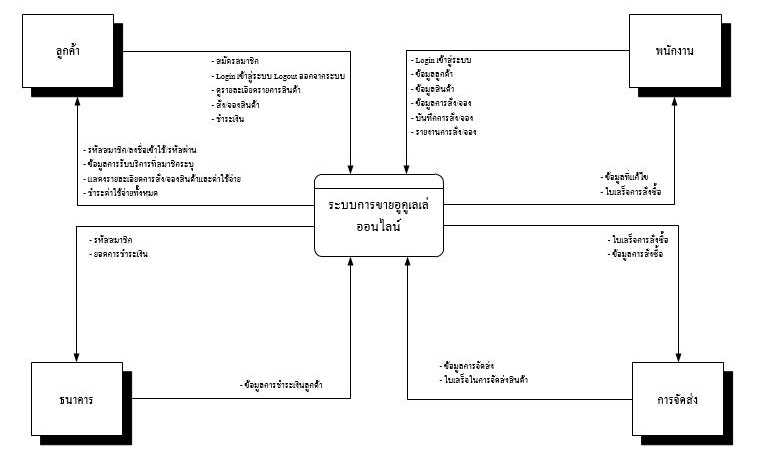 ลูกค้า
- สมัครสมาชิก
- Login เข้าสู่ระบบ Logout ออกจากระบบ
- ดูรายละเอียดรายการสินค้า
- สั่ง/จองสินค้า
- ชำระเงิน
- Login เข้าสู่ระบบ
- ข้อมูลลูกค้า
- ข้อมูลสินค้า
- ข้อมูลการสั่ง/จอง
- บันทึกการสั่ง/จอง
- รายงานการสั่ง/จอง
พนักงาน
- รหัสสมาชิก/ลงชื่อเข้าใช้/รหัสผ่าน
- ข้อมูลการรับบริการที่สมาชิกระบุ
- แสดงรายละเอียดการสั่ง/จองสินค้าและค่าใช้จ่าย
- ชำระค่าใช้จ่ายทั้งหมด
- ข้อมูลที่แก้ไข
- ใบเสร็จการสั่งซื้อ
ระบบการขายอูคูเลเล่
ออนไลน์
- รหัสสมาชิก
- ยอดการชำระเงิน
- ใบเสร็จการสั่งซื้อ
- ข้อมูลการสั่งซื้อ
ธนาคาร
- ข้อมูลการชำระเงินลูกค้า
- ข้อมูลการจัดส่ง
- ใบเสร็จในการจัดส่งสินค้า
การจัดส่ง